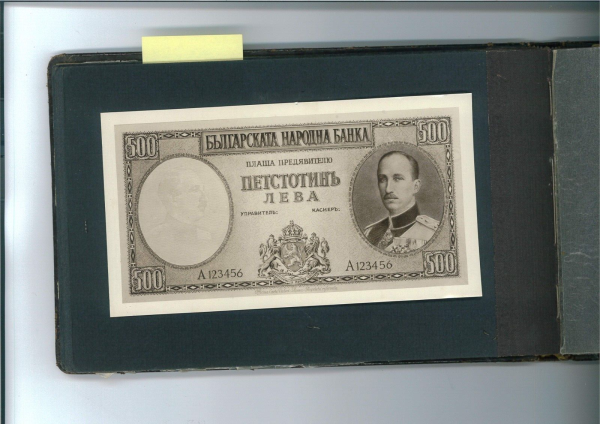 500 БЪЛГАРСКАТА НАРОДНА БАНКА 500
ПЛАЩА ПРЕДЯВИТЕЛЮ
ПЕТСТОТИНЪ
ЛЕВА
УПРАВИТЕЛЬ: КАСИЕРЪ:
A 123456 A 123456
500 500